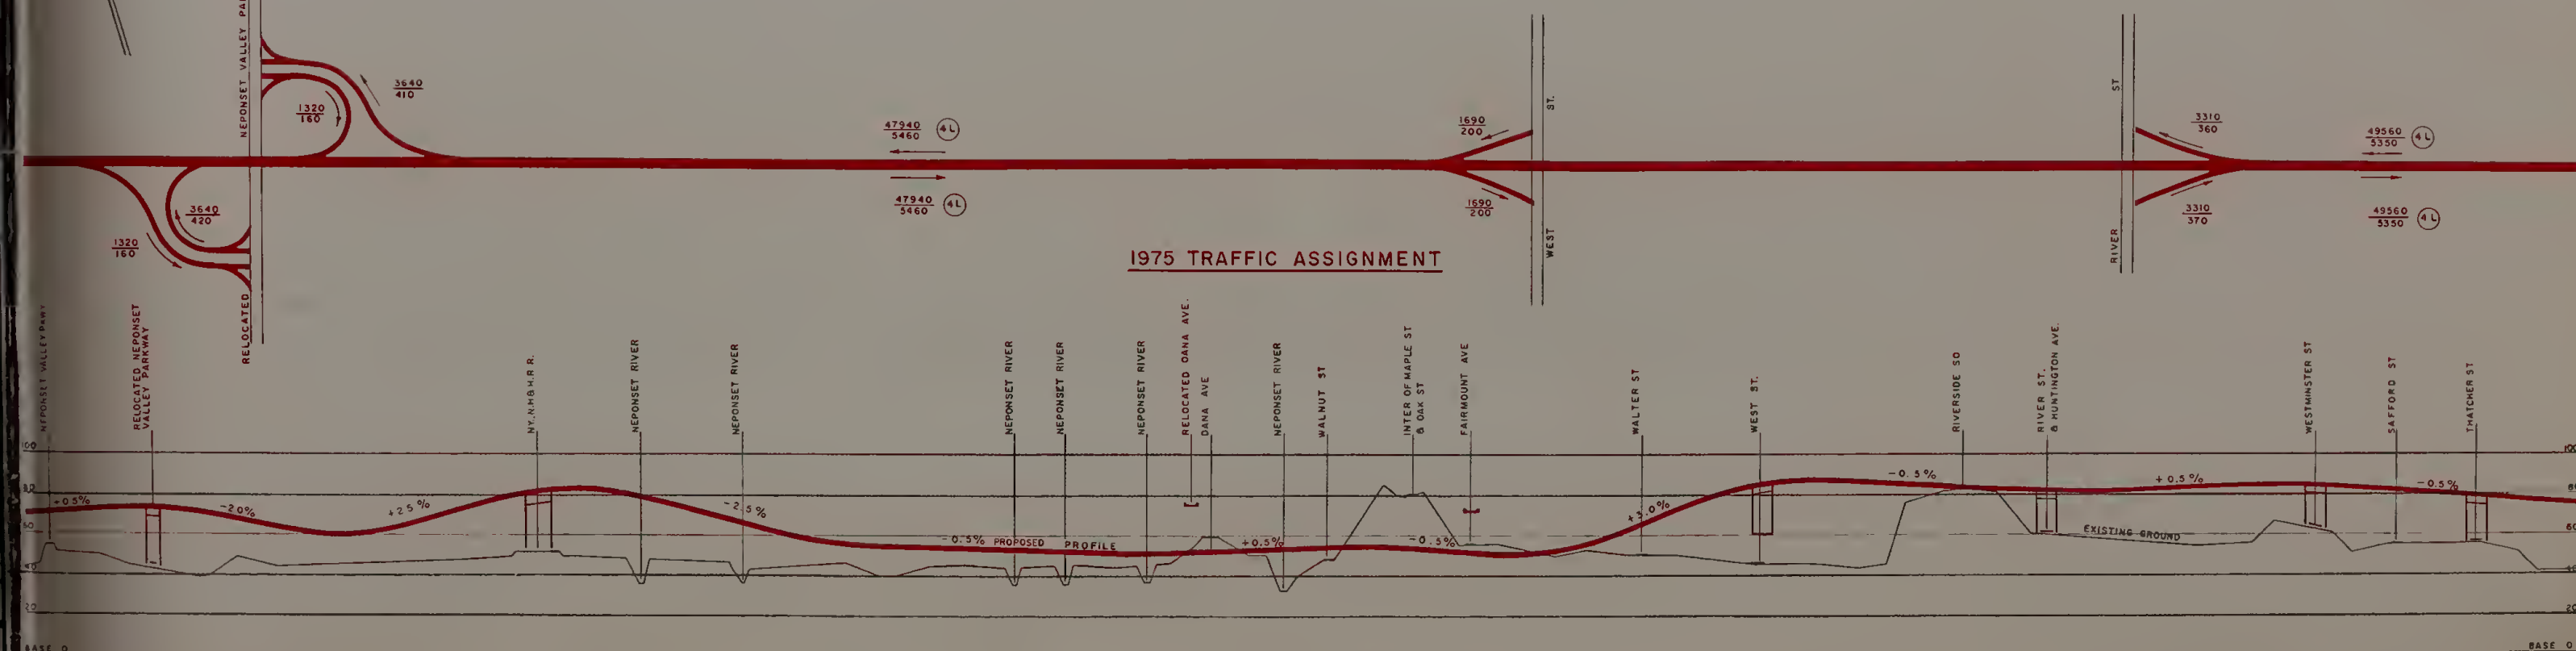 NEPONSET VALLEY
RELOCATED
3640
410
1320
160
3640
420
1320
160
47940
5460
4L
47940
5460
4L
1690
200
1690
200
WEST ST.
RIVER ST
3310
360
3310
370
49560
5350
4L
49560
5350
4L
1975 TRAFFIC ASSIGNMENT
NEPONSET VALLEY PKWY
RELOCATED NEPONSET
VALLEY PARKWAY
N.Y., N.H. & H. R.R.
NEPONSET RIVER
NEPONSET RIVER
NEPONSET RIVER
NEPONSET RIVER
NEPONSET RIVER
RELOCATED DANA AVE.
DANA AVE
NEPONSET RIVER
WALNUT ST
INTER OF MAPLE ST
& OAK ST
FAIRMOUNT AVE
WALTER ST
WEST ST.
RIVERSIDE SQ
RIVER ST.
& HUNTINGTON AVE.
WESTMINSTER ST
SAFFORD ST
THATCHER ST
100
80
60
40
20
BASE 0
+0.5%
-2.0%
+2.5%
-2.5%
-0.5% PROPOSED PROFILE
+0.5%
-0.5%
+3.0%
-0.5%
+0.5%
-0.5%
EXISTING GROUND
100
80
60
40
20
BASE 0